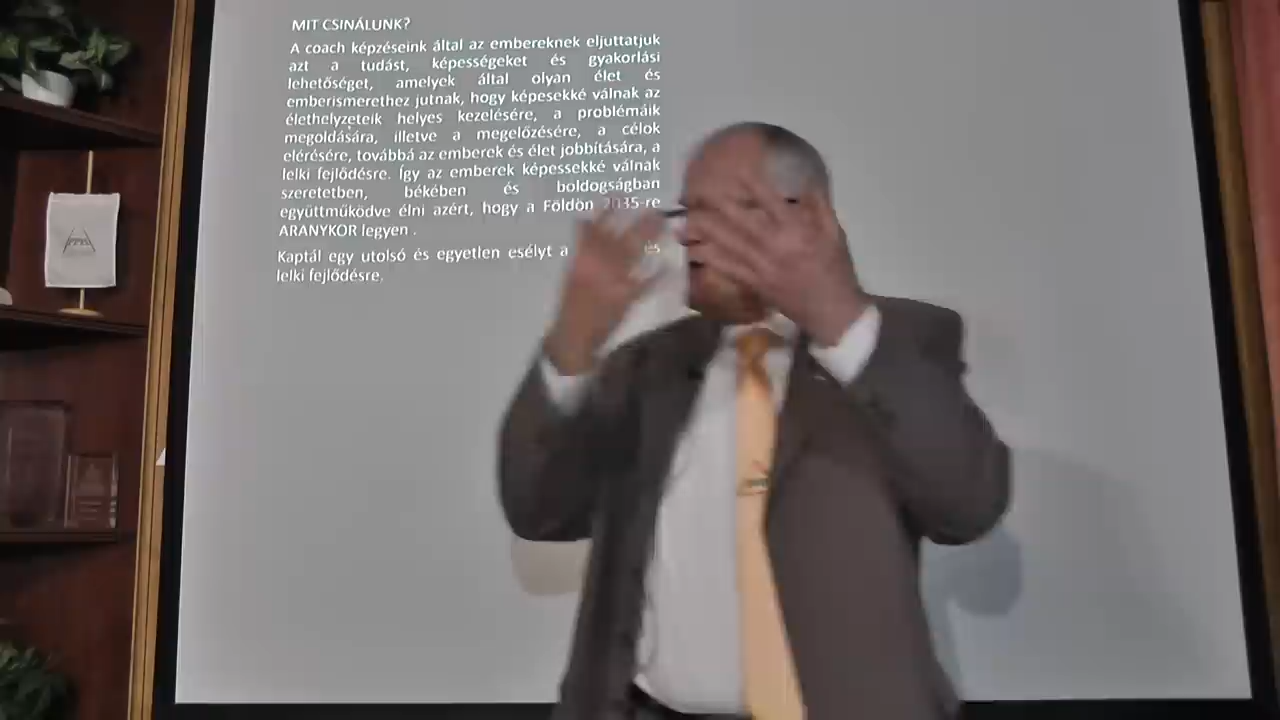 MIT CSINÁLUNK?
A coach képzéseink által az embereknek eljuttatjuk
azt a tudást, képességeket és gyakorlási
lehetőséget, amelyek által olyan élet és
emberismerethez jutnak, hogy képesekké válnak az
élethelyzeteik helyes kezelésére, a problémáik
megoldására, illetve a megelőzésére, a célok
elérésére, továbbá az emberek és élet jobbítására, a
lelki fejlődésre. Így az emberek képessekké válnak
szeretetben, békében és boldogságban
együttműködve élni azért, hogy a Földön 2035-re
ARANYKOR legyen .
Kaptál egy utolsó és egyetlen esélyt a
lelki fejlődésre.